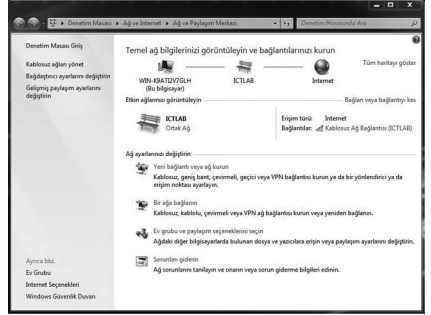 Denetim Masası
Ağ ve Internet
Ağ ve Paylaşım Merkezi
Denetim Masasında Ara
Denetim Masası Giriş
Kablosuz ağları yönet
Bağdaştırıcı ayarlarını değiştirin
Gelişmiş paylaşım ayarlarını
değiştirin
Temel ağ bilgilerinizi görüntüleyin ve bağlantılarınızı kurun
Tüm haritayı göster
WIN-K9ATI2V7GLH
(Bu bilgisayar)
ICTLAB
Internet
Etkin ağlarınızı görüntüleyin
Bağlan veya bağlantıyı kes
ICTLAB
Ortak Ağ
Erişim türü: Internet
Bağlantılar: Kablosuz Ağ Bağlantısı (ICTLAB)
Ağ ayarlarınızı değiştirin
Yeni bağlantı veya ağ kurun
Kablosuz, geniş bant, çevirmeli, geçici veya VPN bağlantısı kurun ya da bir yönlendirici ya da
erişim noktası ayarlayın.
Bir ağa bağlanın
Kablosuz, kablolu, çevirmeli veya VPN ağ bağlantısı kurun veya yeniden bağlanın.
Ev grubu ve paylaşım seçeneklerini seçin
Ağdaki diğer bilgisayarlarda bulunan dosya ve yazıcılara erişin veya paylaşım ayarlarını değiştirin.
Sorunları giderin
Ağ sorunlarını tanılayın ve onarın veya sorun giderme bilgileri edinin.
Ayrıca bkz.
Ev Grubu
Internet Seçenekleri
Windows Güvenlik Duvarı